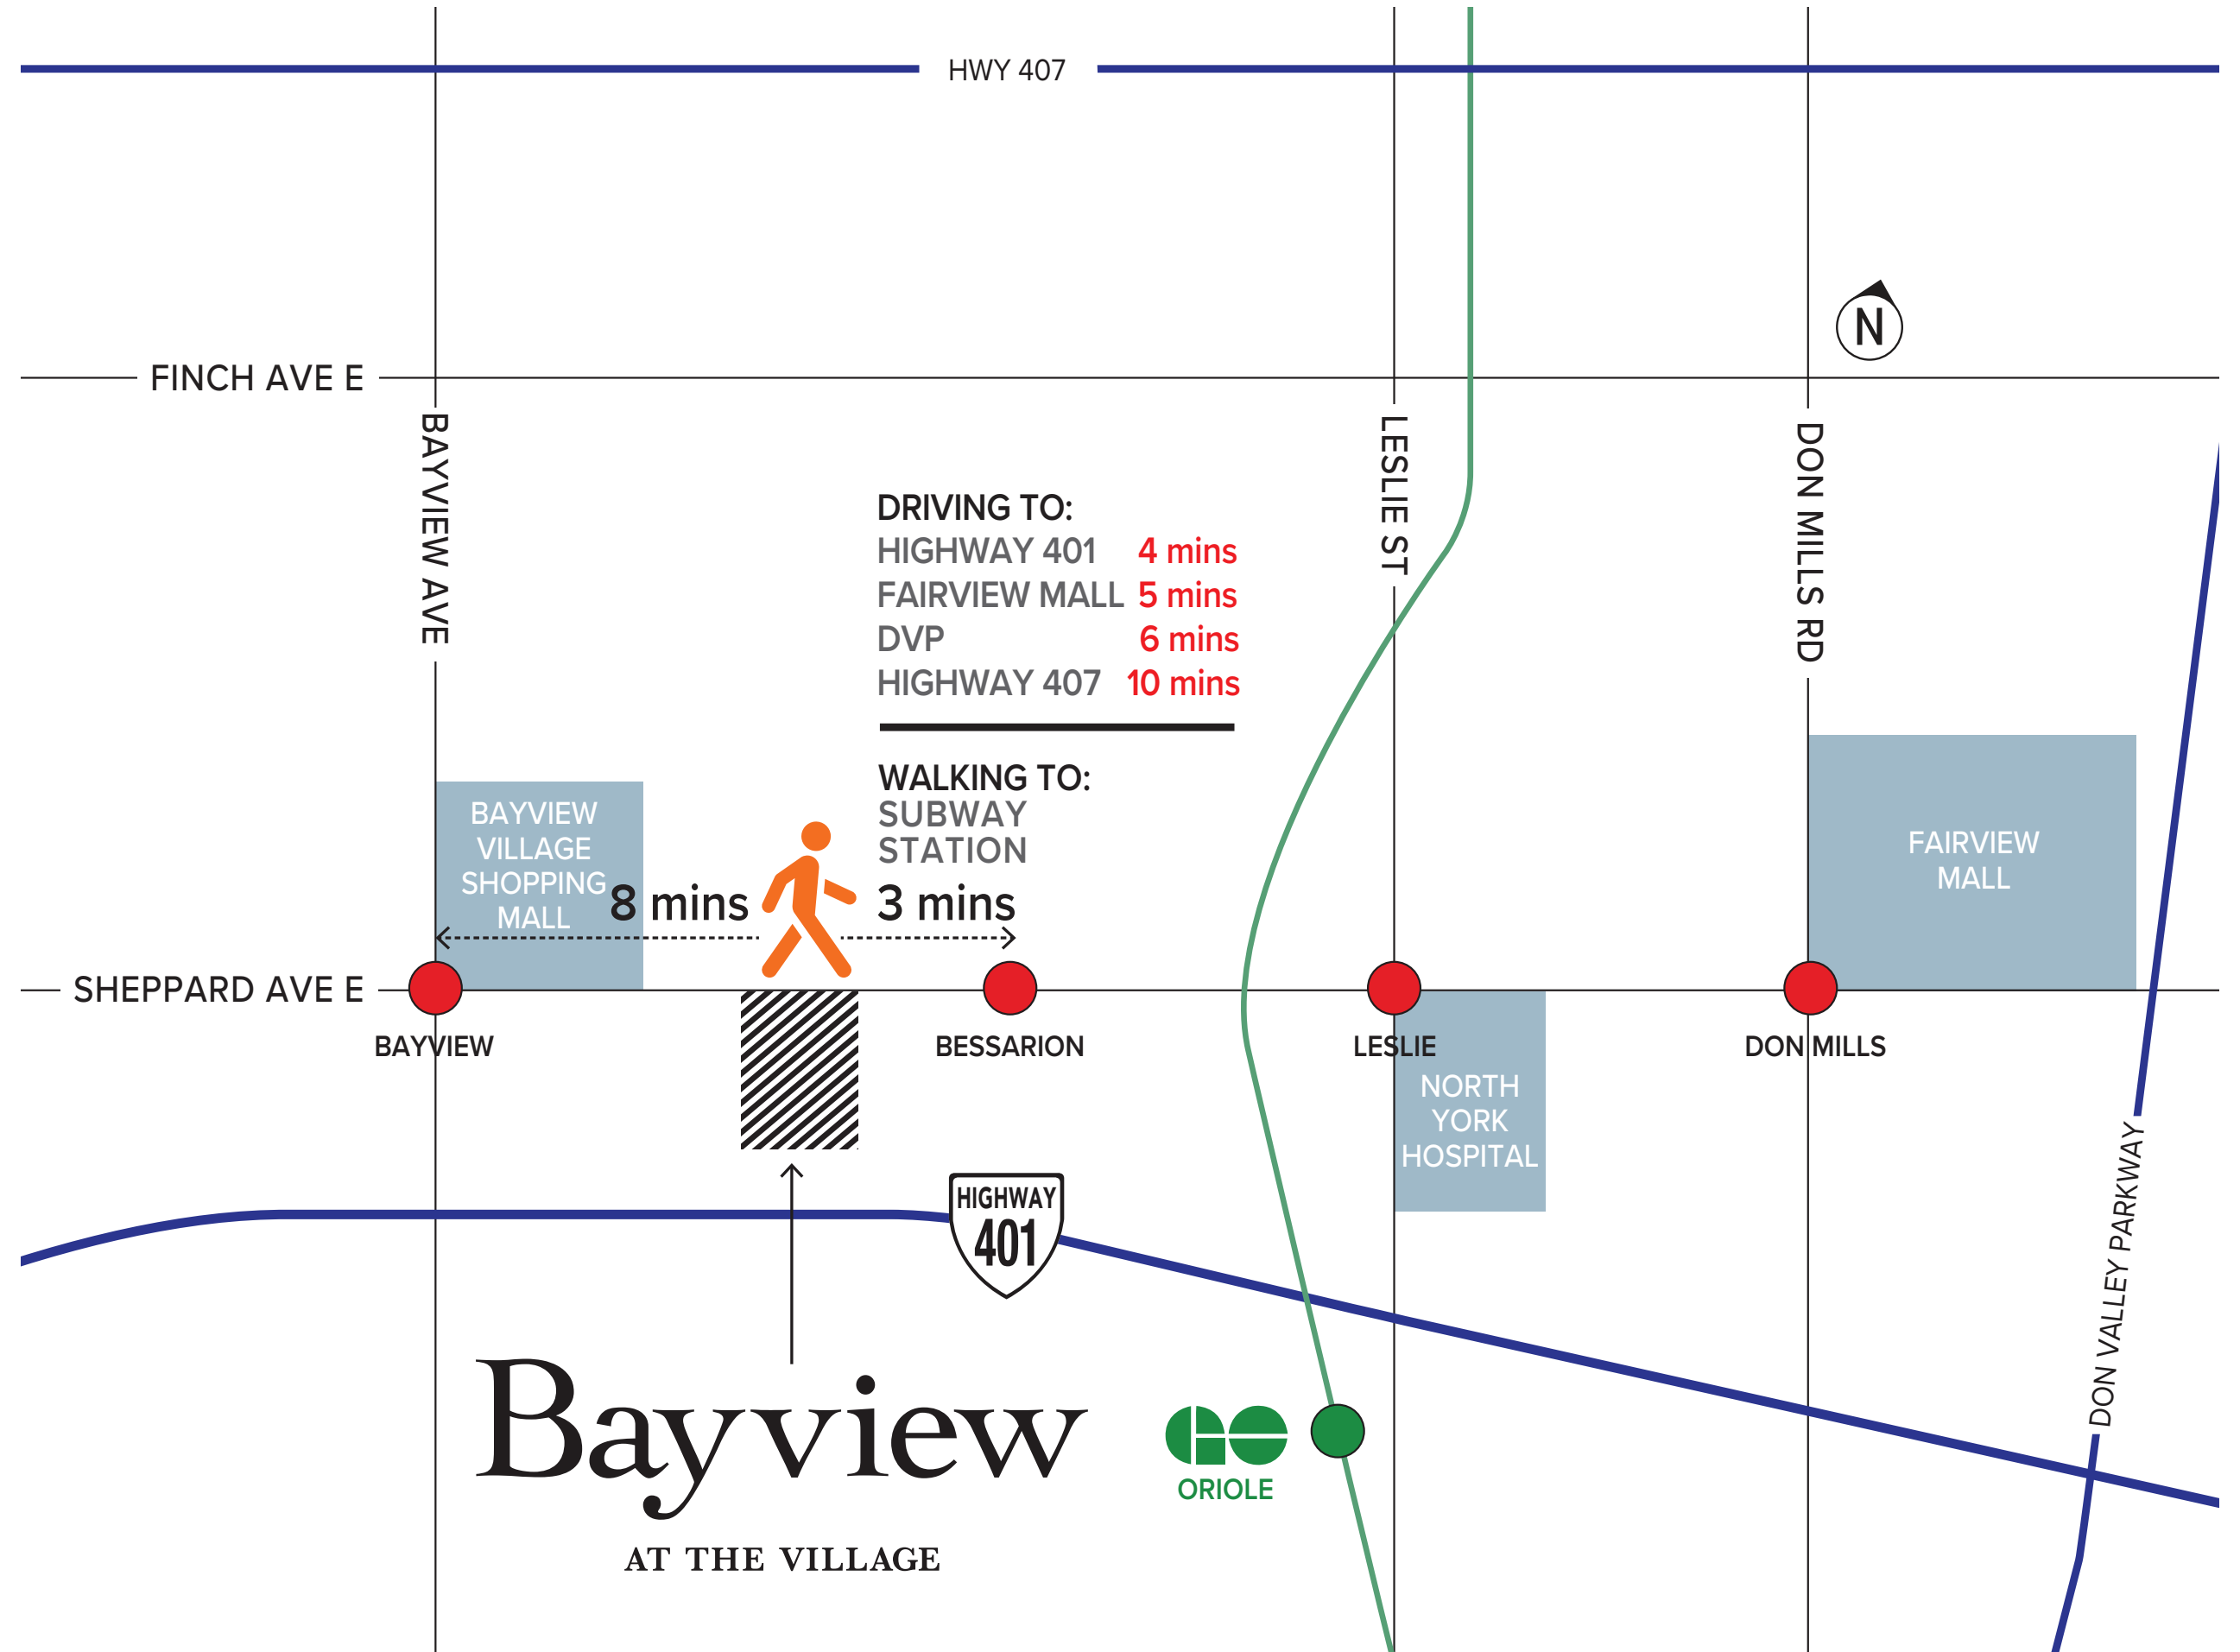 HWY 407
N
FINCH AVE E
BAYVIEW AVE
LESLIE ST
DON MILLS RD
DRIVING TO:
HIGHWAY 401 4 mins
FAIRVIEW MALL 5 mins
DVP 6 mins
HIGHWAY 407 10 mins
WALKING TO:
SUBWAY
STATION
BAYVIEW
VILLAGE
SHOPPING
MALL
8 mins
3 mins
FAIRVIEW
MALL
SHEPPARD AVE E
BAYVIEW
BESSARION
LESLIE
DON MILLS
NORTH
YORK
HOSPITAL
DON VALLEY PARKWAY
HIGHWAY
401
Bayview
AT THE VILLAGE
GO
ORIOLE